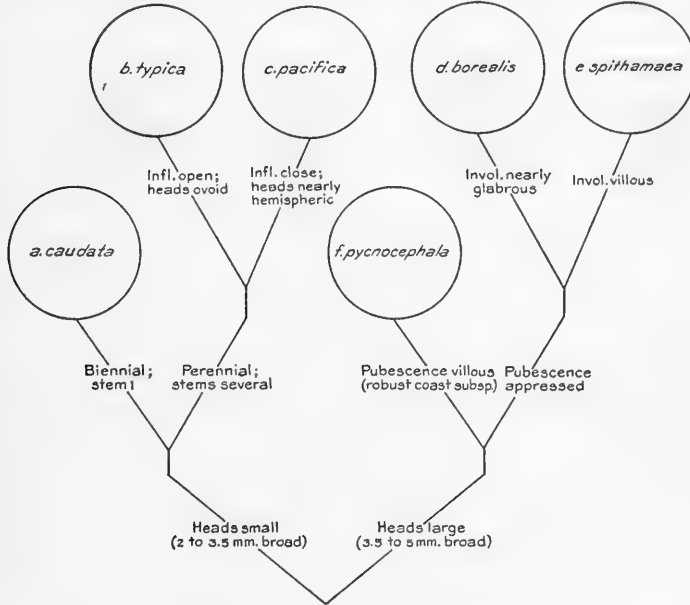 b. typica
c. pacifica
d. borealis
e spithamaea
Infl. open;
heads ovoid
Infl. close;
heads nearly
hemispheric
Invol. nearly
glabrous
Invol. villous
a. caudata
f. pycnocephala
Biennial;
stem 1
Perennial;
stems several
Pubescence villous
(robust coast subsp.)
Pubescence
appressed
Heads small
(2 to 3.5 mm. broad)
Heads large
(3.5 to 5 mm. broad)